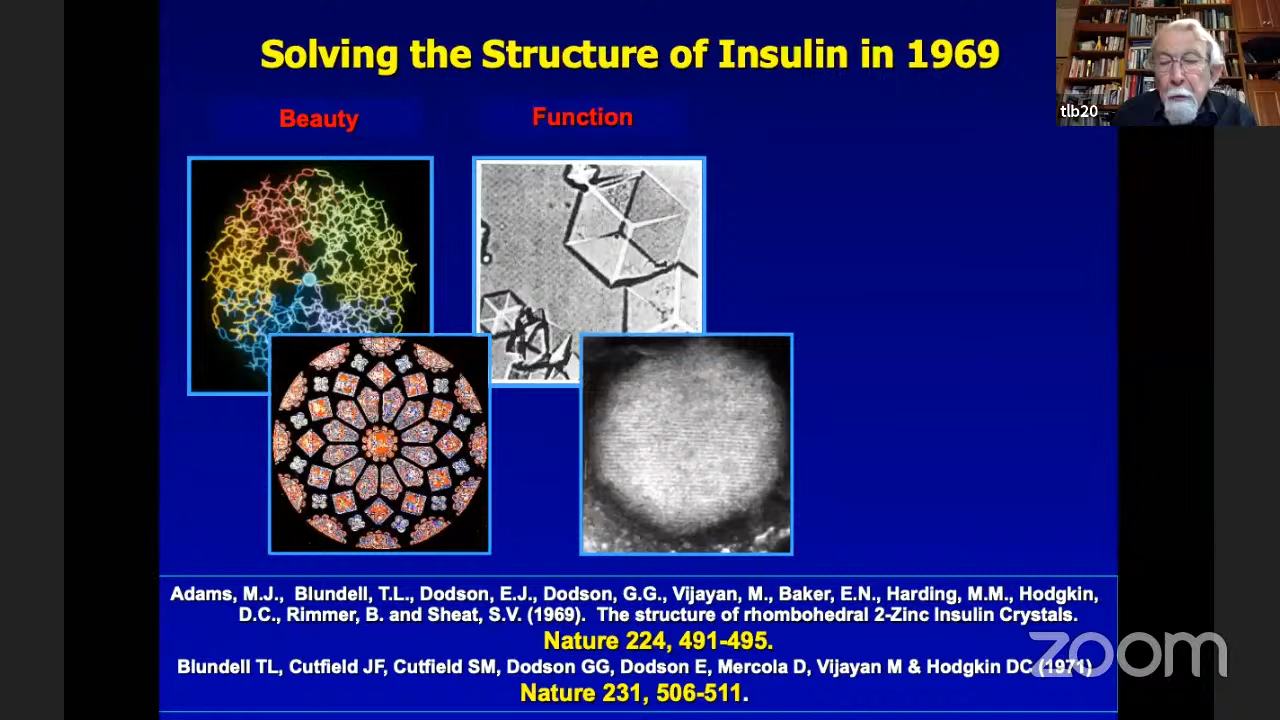 Solving the Structure of Insulin in 1969
tlb20
Beauty
Function
Adams, M.J., Blundell, T.L., Dodson, E.J., Dodson, G.G., Vijayan, M., Baker, E.N., Harding, M.M., Hodgkin,
D.C., Rimmer, B. and Sheat, S.V. (1969). The structure of rhombohedral 2-Zinc Insulin Crystals.
Nature 224, 491-495.
Blundell TL, Cutfield JF, Cutfield SM, Dodson GG, Dodson E, Mercola D, Vijayan M & Hodgkin DC (1971)
Nature 231, 506-511.
zoom